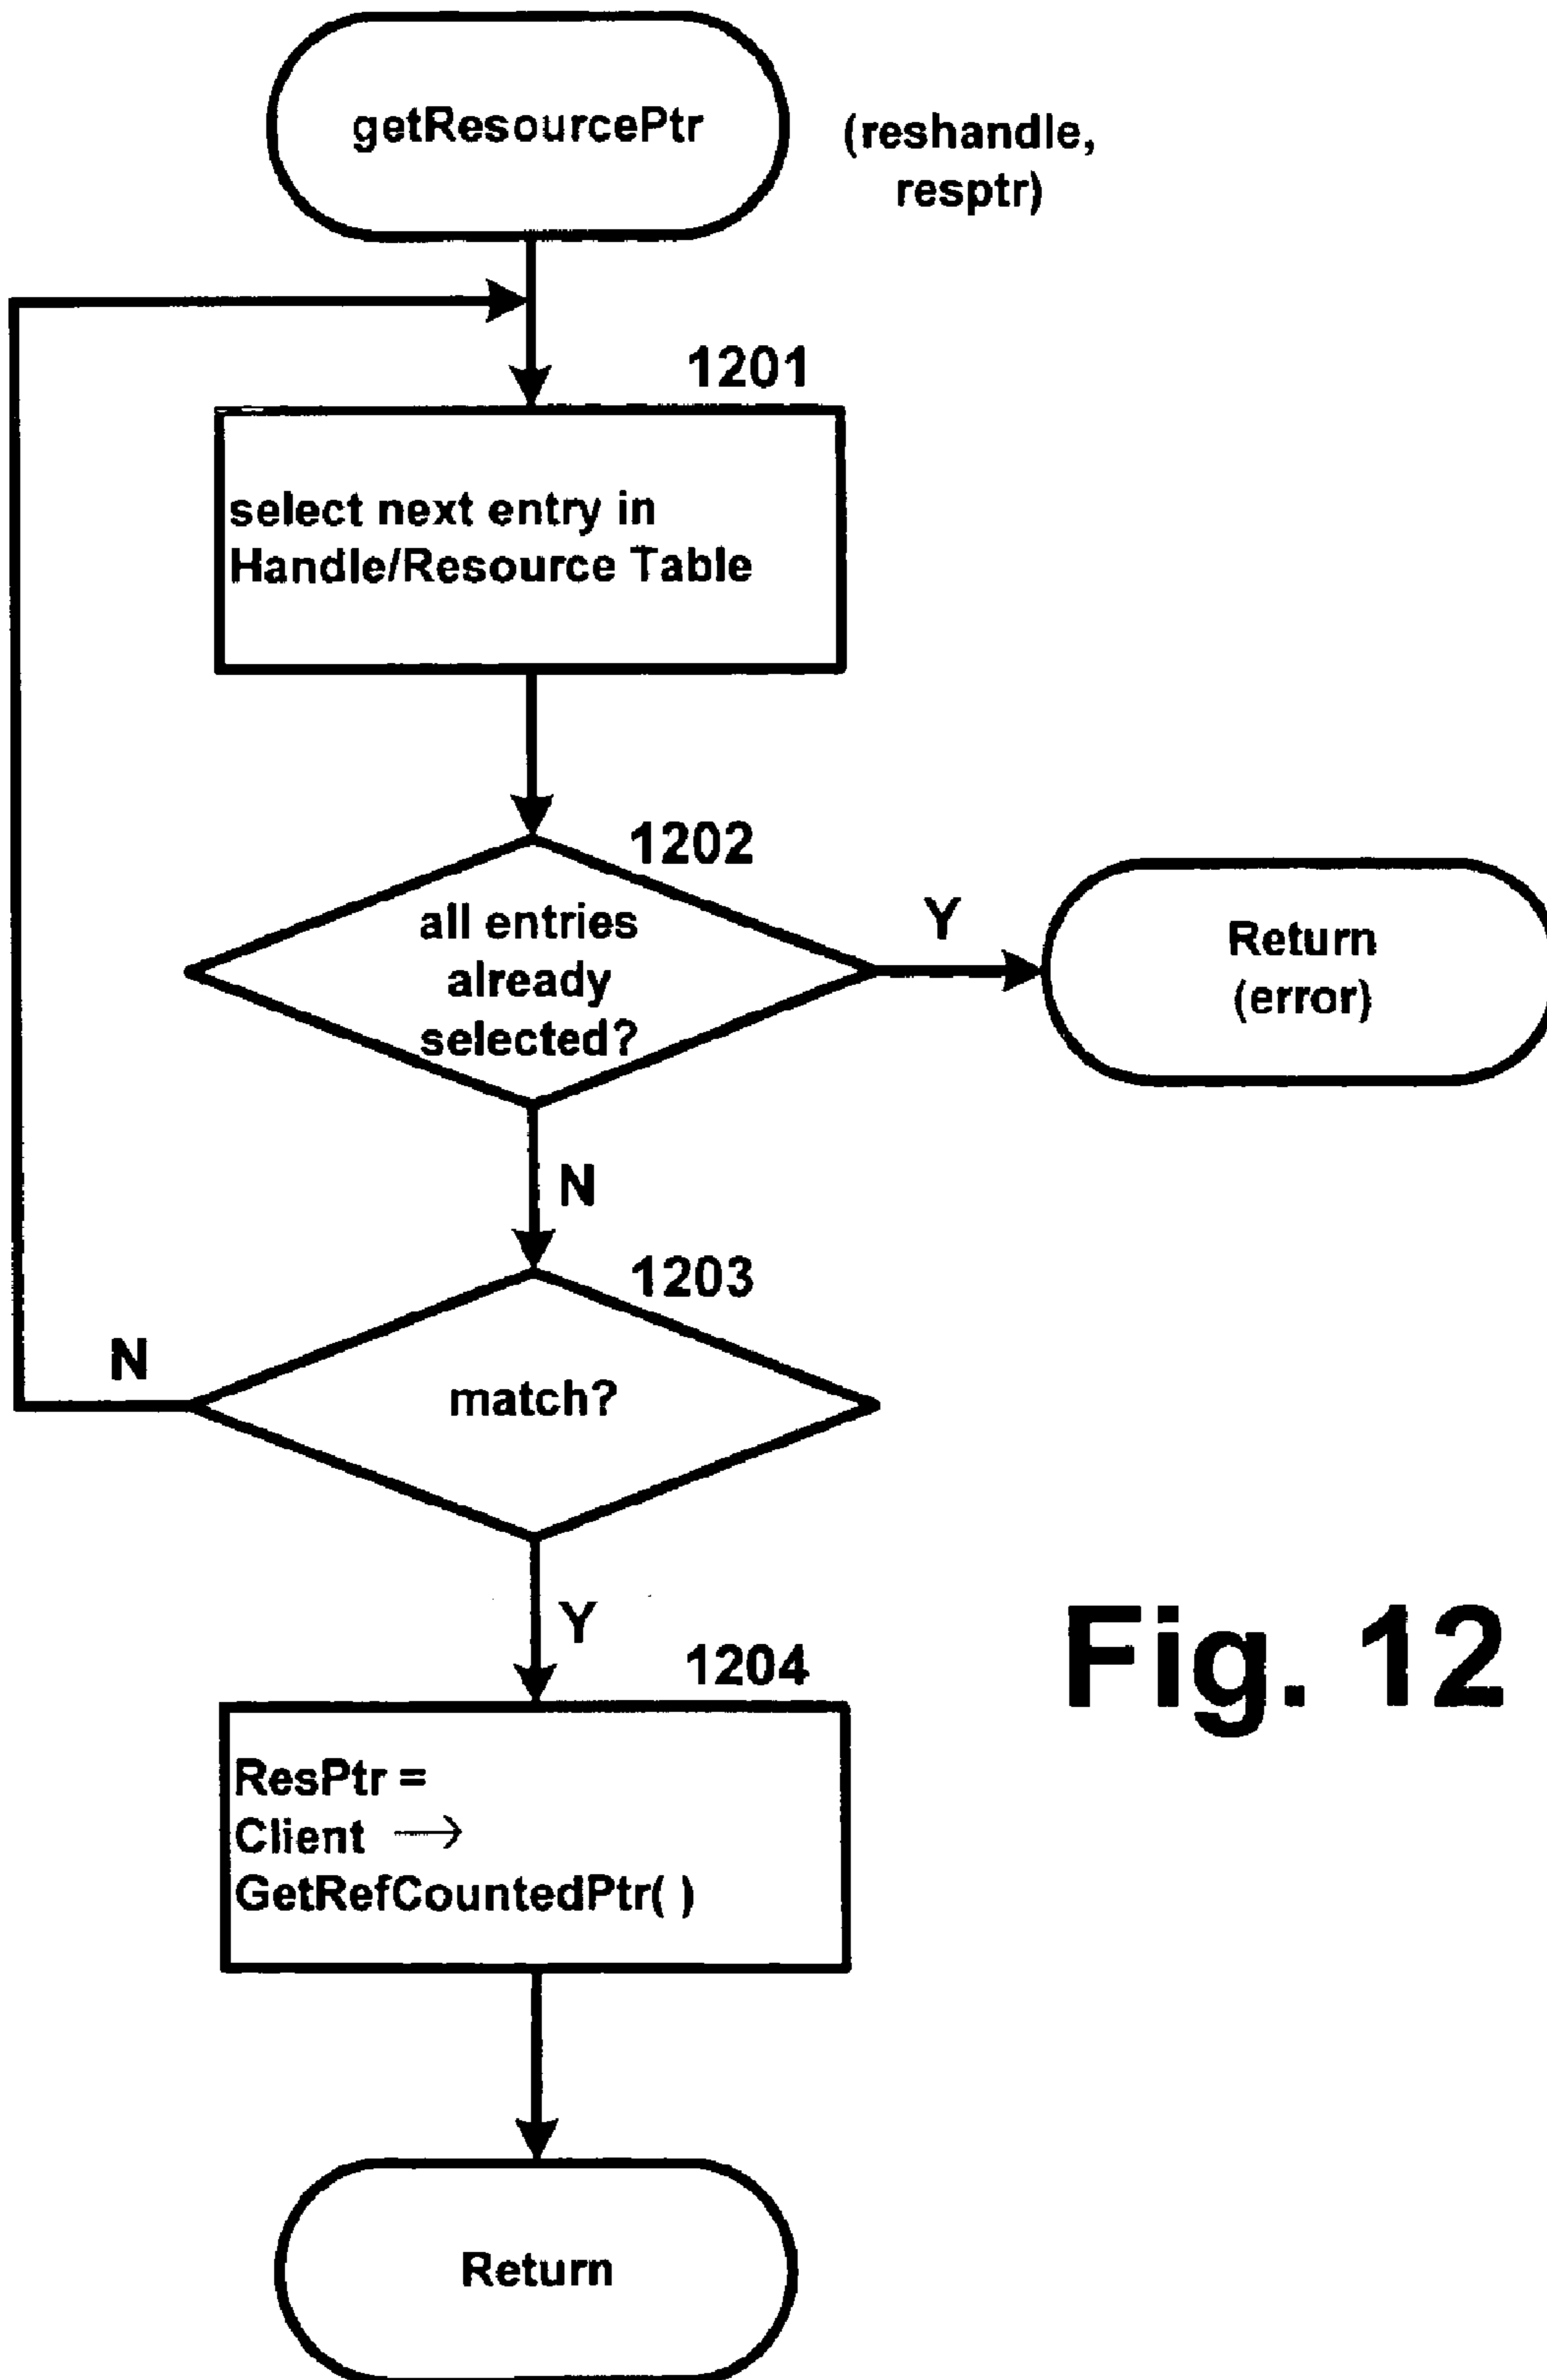 getResourcePtr
(reshandle,
resptr)
1201
select next entry in
Handle/Resource Table
1202
all entries
already
selected?
Y
Return
(error)
N
1203
N
match?
Y
1204
ResPtr =
Client →
GetRefCountedPtr( )
Return
Fig. 12